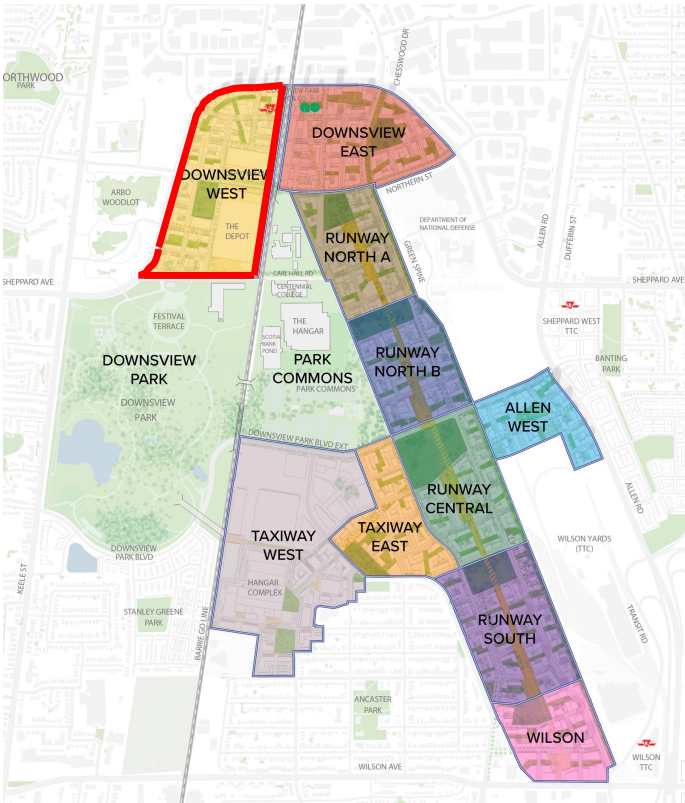 ORTHWOOD
PARK
CHESSWOOD DR
DOWNSVIEW PARK
DOWNSVIEW
EAST
DOWNSVIEW
WEST
ARBO
WOODLOT
THE
DEPOT
NORTHERN ST
DEPARTMENT OF
NATIONAL DEFENSE
ALLEN RD
DUFFERIN ST
RUNWAY
NORTH A
GREEN SPINE
SHEPPARD AVE
CARL HALL RD
SHEPPARD AVE
CENTENNIAL
COLLEGE
FESTIVAL
TERRACE
THE
HANGAR
SCOTIA
BANK
POND
SHEPPARD WEST
TTC
DOWNSVIEW
PARK
PARK
COMMONS
PARK COMMONS
RUNWAY
NORTH B
BANTING
PARK
DOWNSVIEW
PARK
ALLEN
WEST
DOWNSVIEW PARK BLVD EXT
RUNWAY
CENTRAL
ALLEN RD
TAXIWAY
WEST
TAXIWAY
EAST
WILSON YARDS
(TTC)
DOWNSVIEW
PARK BLVD
KEELE ST
HANGAR
COMPLEX
STANLEY GREENE
PARK
BARRIE GO LINE
RUNWAY
SOUTH
TRANSIT RD
ANCASTER
PARK
WILSON
WILSON AVE
WILSON
TTC